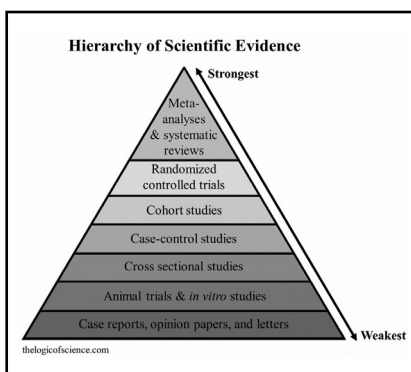 Hierarchy of Scientific Evidence
Strongest
Meta-
analyses
& systematic
reviews
Randomized
controlled trials
Cohort studies
Case-control studies
Cross sectional studies
Animal trials & in vitro studies
Case reports, opinion papers, and letters
Weakest
thelogicofscience.com